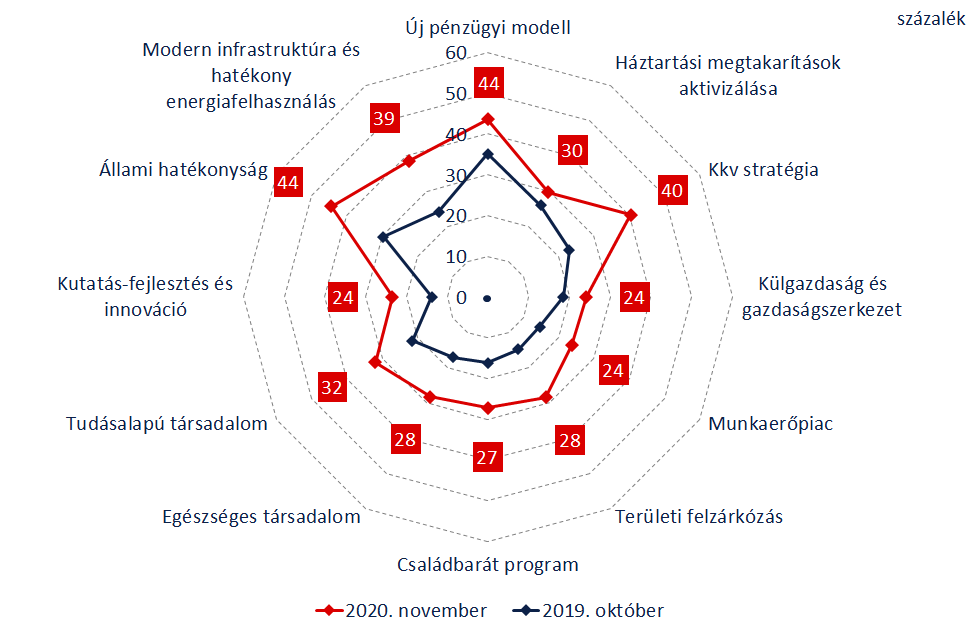 százalék
Új pénzügyi modell
Modern infrastruktúra és
hatékony
energiafelhasználás
Háztartási megtakarítások
aktivizálása
Állami hatékonyság
Kkv stratégia
Kutatás-fejlesztés és
innováció
Külgazdaság és
gazdaságszerkezet
Tudásalapú társadalom
Munkaerőpiac
Egészséges társadalom
Területi felzárkózás
Családbarát program
60
50
40
30
20
10
0
44
30
40
24
24
28
27
28
32
24
44
39
2020. november
2019. október